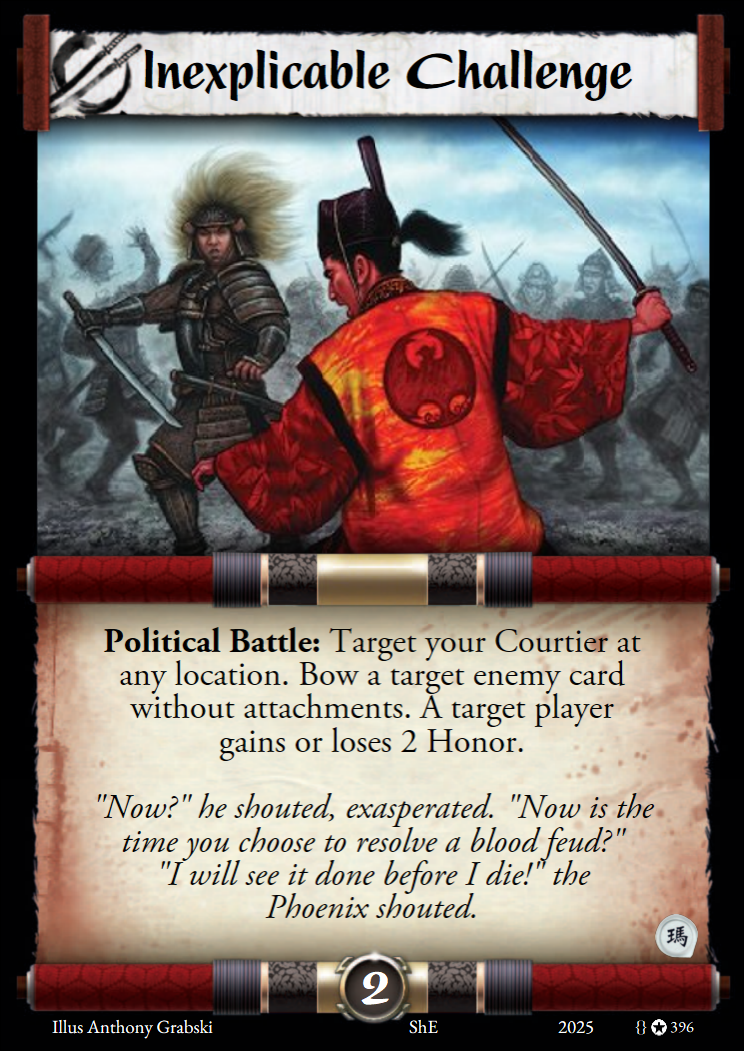 Inexplicable Challenge
Political Battle: Target your Courtier at
any location. Bow a target enemy card
without attachments. A target player
gains or loses 2 Honor.
"Now?" he shouted, exasperated. "Now is the
time you choose to resolve a blood feud?"
"I will see it done before I die!" the
Phoenix shouted.
瑪
2
Illus Anthony Grabski ShE 2025 {} ✪ 396